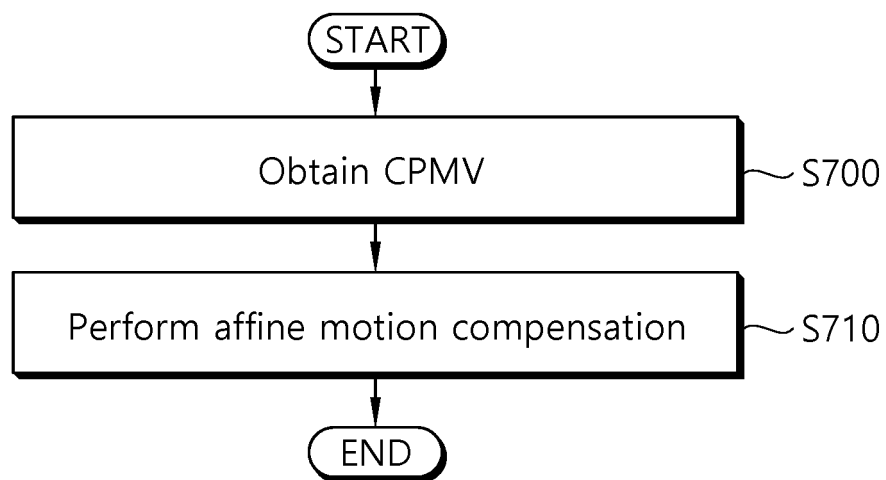 START
Obtain CPMV
S700
Perform affine motion compensation
S710
END